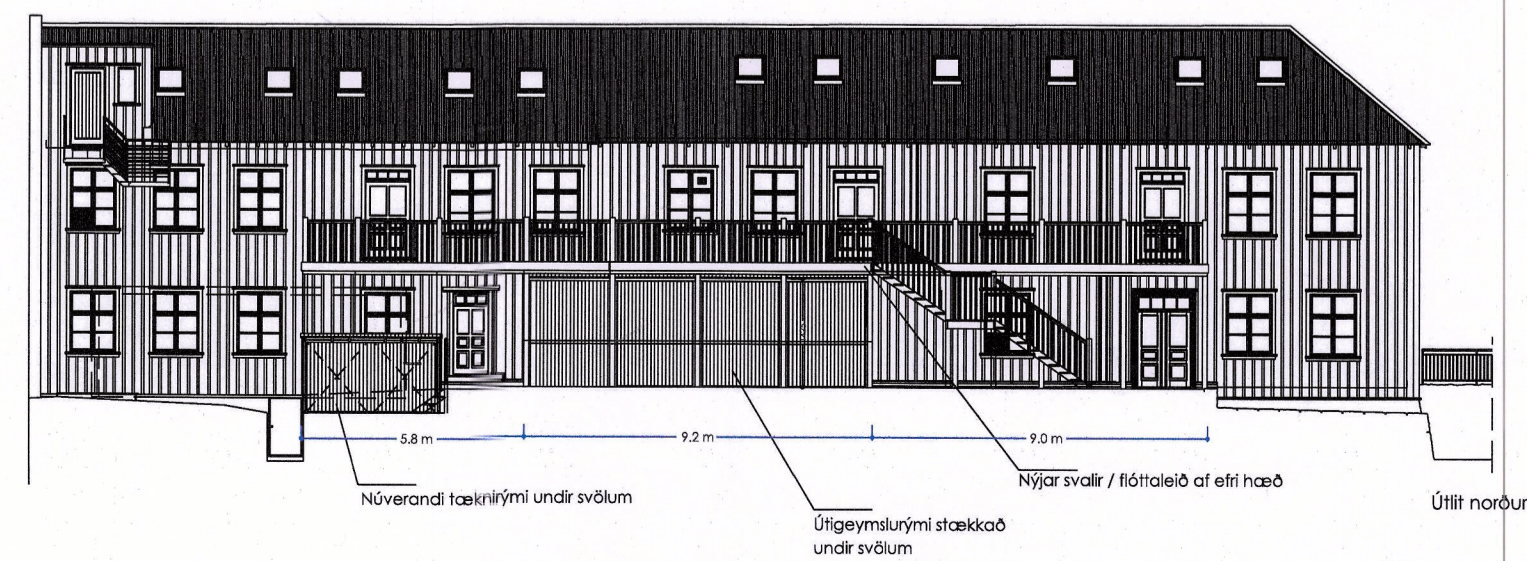 5.8 m
9.2 m
9.0 m
Núverandi tæknirými undir svölum
Nýjar svalir / flóttaleið af efri hæð
Útlit norður
Útigeymslurými stækkað
undir svölum